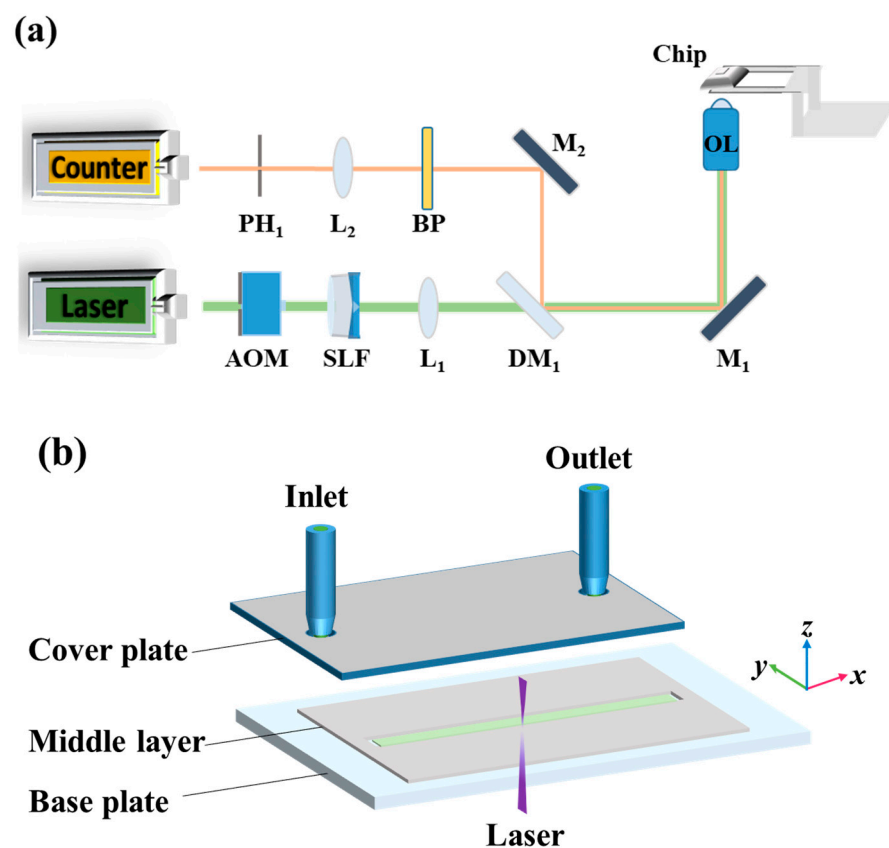 (a)
Chip
Counter
M₂
OL
PH₁
L₂
BP
Laser
AOM
SLF
L₁
DM₁
M₁
(b)
Outlet
Inlet
Cover plate
z
y
x
Middle layer
Base plate
Laser